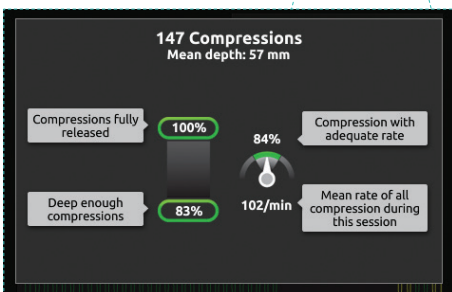 147 Compressions
Mean depth: 57 mm
Compressions fully
released
100%
84%
Compression with
adequate rate
Deep enough
compressions
83%
102/min
Mean rate of all
compression during
this session